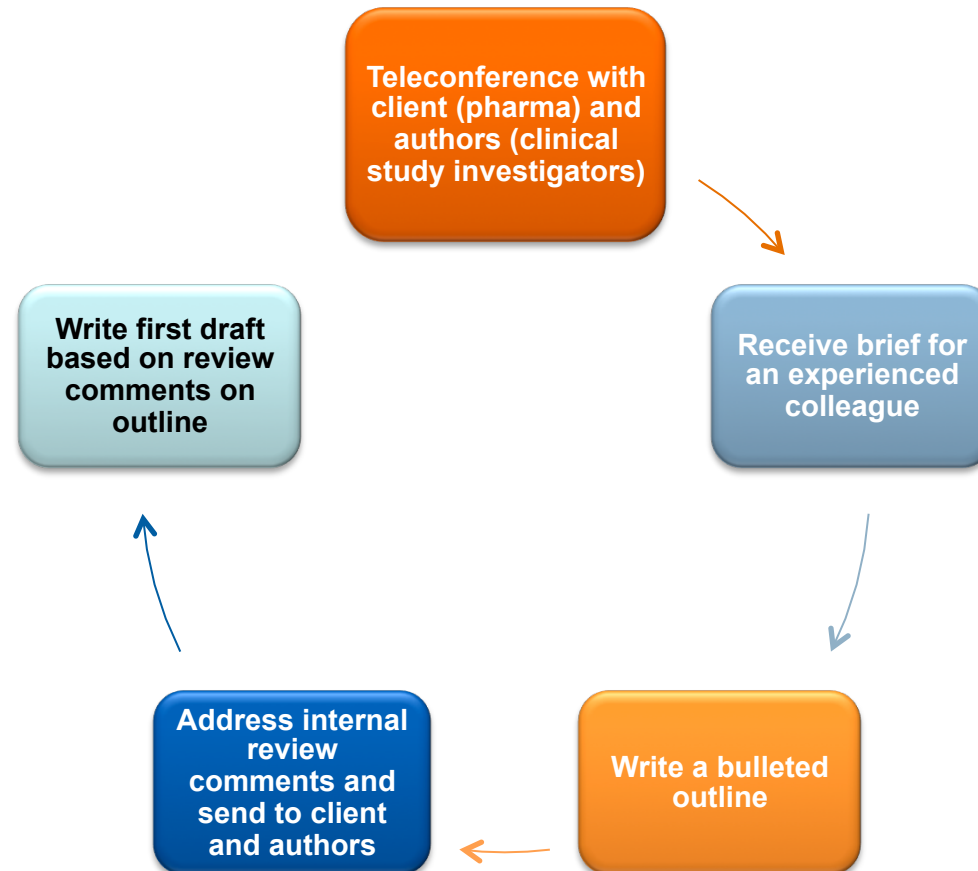 Teleconference with
client (pharma) and
authors (clinical
study investigators)
Receive brief for
an experienced
colleague
Write a bulleted
outline
Address internal
review
comments and
send to client
and authors
Write first draft
based on review
comments on
outline